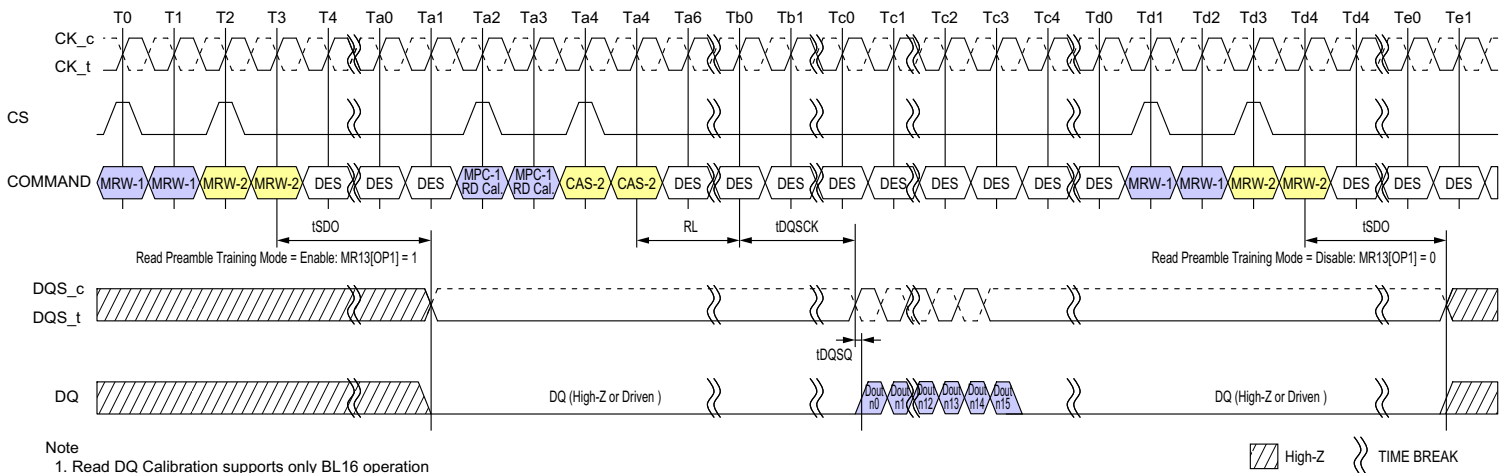 T0 T1 T2 T3 T4 Ta0 Ta1 Ta2 Ta3 Ta4 Ta4 Ta6 Tb0 Tb1 Tc0 Tc1 Tc2 Tc3 Tc4 Td0 Td1 Td2 Td3 Td4 Td4 Te0 Te1
CK_c
CK_t
CS
COMMAND MRW-1 MRW-1 MRW-2 MRW-2 DES DES DES MPC-1 RD Cal. MPC-1 RD Cal. CAS-2 CAS-2 DES DES DES DES DES DES DES DES DES MRW-1 MRW-1 MRW-2 MRW-2 DES DES DES
tSDO RL tDQSCK tSDO
Read Preamble Training Mode = Enable: MR13[OP1] = 1 Read Preamble Training Mode = Disable: MR13[OP1] = 0
DQS_c
DQS_t
tDQSQ
DQ DQ (High-Z or Driven ) Dout n0 Dout n1 Dout n12 Dout n13 Dout n14 Dout n15 DQ (High-Z or Driven )
Note
1. Read DQ Calibration supports only BL16 operation
High-Z TIME BREAK